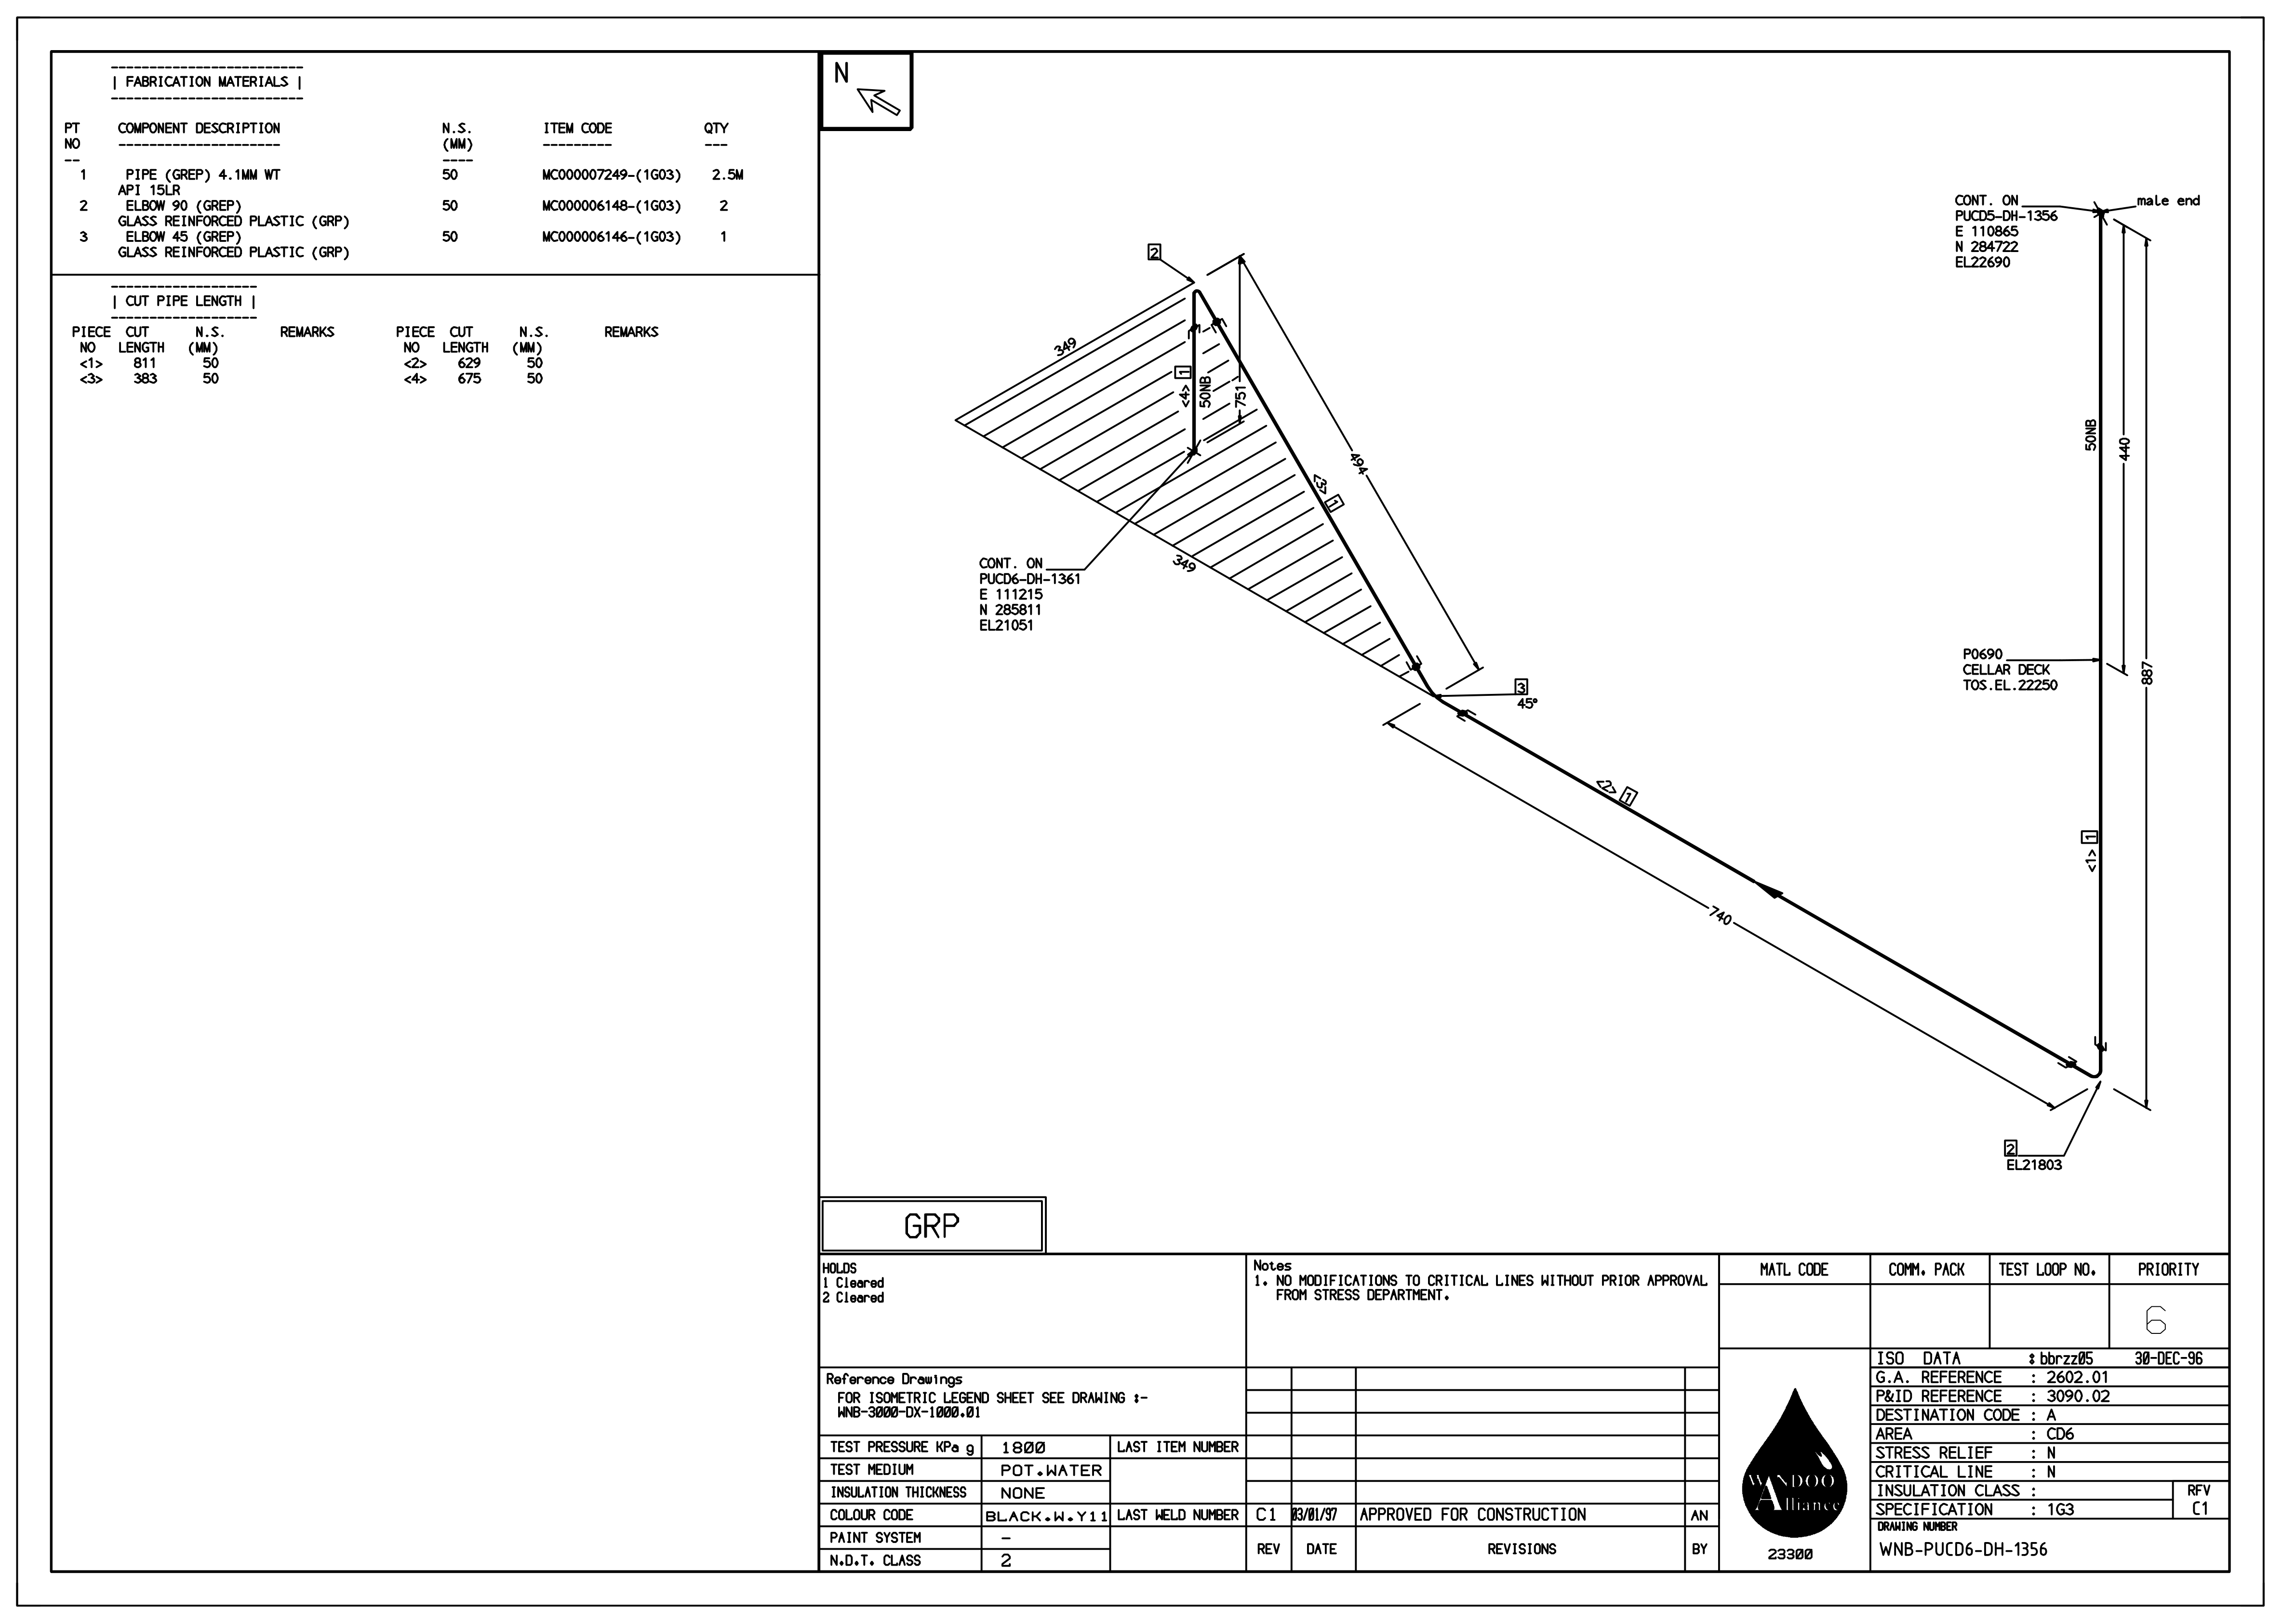 | FABRICATION MATERIALS |
PT NO COMPONENT DESCRIPTION N.S. (MM) ITEM CODE QTY
1 PIPE (GREP) 4.1MM WT 50 MC000007249-(1G03) 2.5M
API 15LR
2 ELBOW 90 (GREP) 50 MC000006148-(1G03) 2
GLASS REINFORCED PLASTIC (GRP)
3 ELBOW 45 (GREP) 50 MC000006146-(1G03) 1
GLASS REINFORCED PLASTIC (GRP)
| CUT PIPE LENGTH |
PIECE CUT N.S. REMARKS PIECE CUT N.S. REMARKS
NO LENGTH (MM) NO LENGTH (MM)
<1> 811 50 <2> 629 50
<3> 383 50 <4> 675 50
N
CONT. ON
PUCD5-DH-1356
E 110865
N 284722
EL22690
male end
2
349
<4> 1
50NB
751
494
<3> 1
349
CONT. ON
PUCD6-DH-1361
E 111215
N 285811
EL21051
3
45°
<2> 1
740
50NB
440
887
P0690
CELLAR DECK
TOS.EL.22250
<1> 1
2
EL21803
GRP
HOLDS
1 Cleared
2 Cleared
Notes
1. NO MODIFICATIONS TO CRITICAL LINES WITHOUT PRIOR APPROVAL
FROM STRESS DEPARTMENT.
MATL CODE COMM. PACK TEST LOOP NO. PRIORITY
6
Reference Drawings
FOR ISOMETRIC LEGEND SHEET SEE DRAWING :-
WNB-3000-DX-1000.01
TEST PRESSURE KPa g 1800 LAST ITEM NUMBER
TEST MEDIUM POT.WATER
INSULATION THICKNESS NONE
COLOUR CODE BLACK.W.Y11 LAST WELD NUMBER
PAINT SYSTEM -
N.D.T. CLASS 2
C1 03/01/97 APPROVED FOR CONSTRUCTION AN
REV DATE REVISIONS BY
WANDOO
Alliance
23300
ISO DATA : bbrzz05 30-DEC-96
G.A. REFERENCE : 2602.01
P&ID REFERENCE : 3090.02
DESTINATION CODE : A
AREA : CD6
STRESS RELIEF : N
CRITICAL LINE : N
INSULATION CLASS :
SPECIFICATION : 1G3
REV
C1
DRAWING NUMBER
WNB-PUCD6-DH-1356